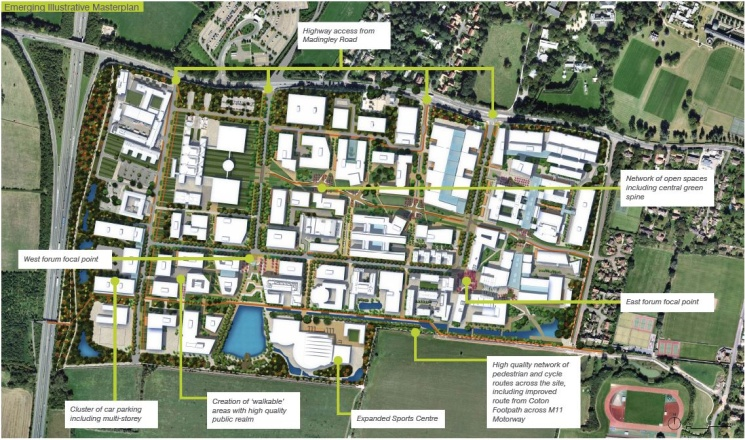 Emerging Illustrative Masterplan
Highway access from
Madingley Road
Network of open spaces
including central green
spine
West forum focal point
East forum focal point
Cluster of car parking
including multi-storey
Creation of 'walkable'
areas with high quality
public realm
Expanded Sports Centre
High quality network of
pedestrian and cycle
routes across the site,
including improved
route from Coton
Footpath across M11
Motorway